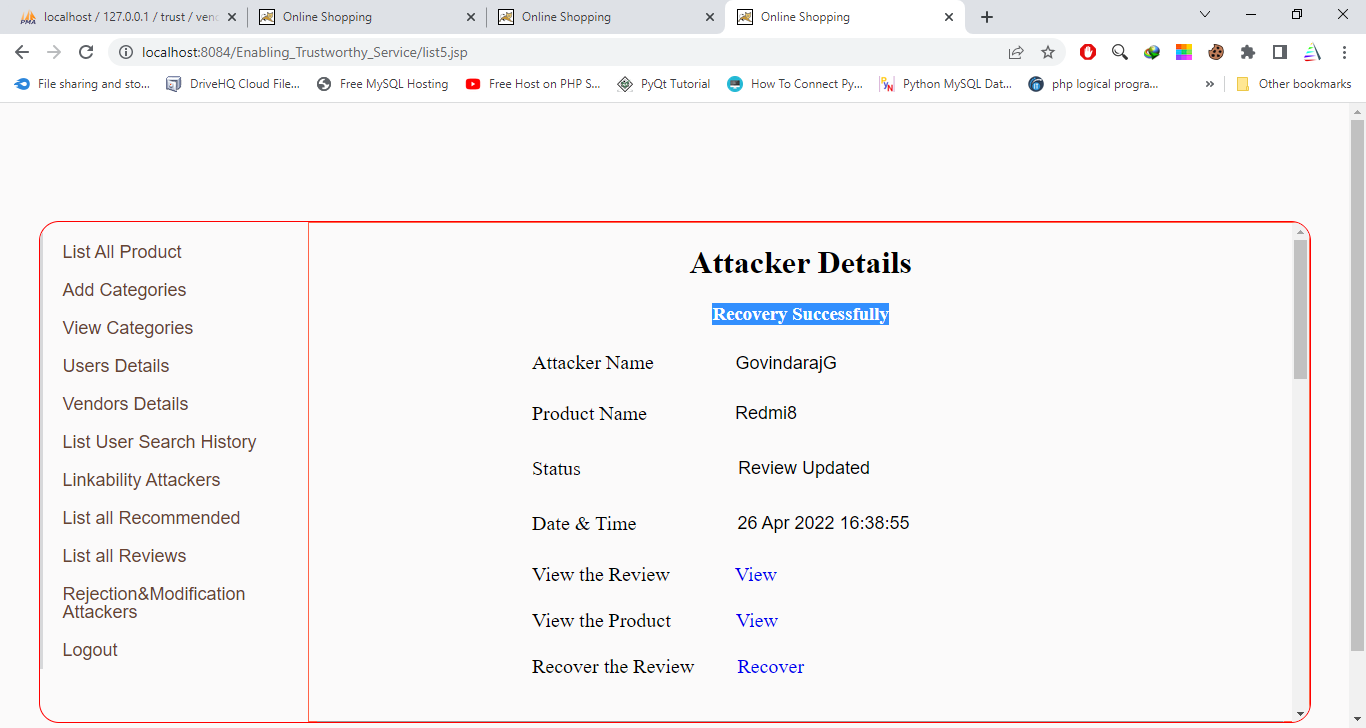 localhost / 127.0.0.1 / trust / vend
Online Shopping
Online Shopping
Online Shopping
localhost:8084/Enabling_Trustworthy_Service/list5.jsp
File sharing and sto...
DriveHQ Cloud File...
Free MySQL Hosting
Free Host on PHP S...
PyQt Tutorial
How To Connect Py...
Python MySQL Dat...
php logical progra...
»
Other bookmarks
List All Product
Add Categories
View Categories
Users Details
Vendors Details
List User Search History
Linkability Attackers
List all Recommended
List all Reviews
Rejection&Modification
Attackers
Logout
Attacker Details
Recovery Successfully
Attacker Name GovindarajG
Product Name Redmi8
Status Review Updated
Date & Time 26 Apr 2022 16:38:55
View the Review View
View the Product View
Recover the Review Recover